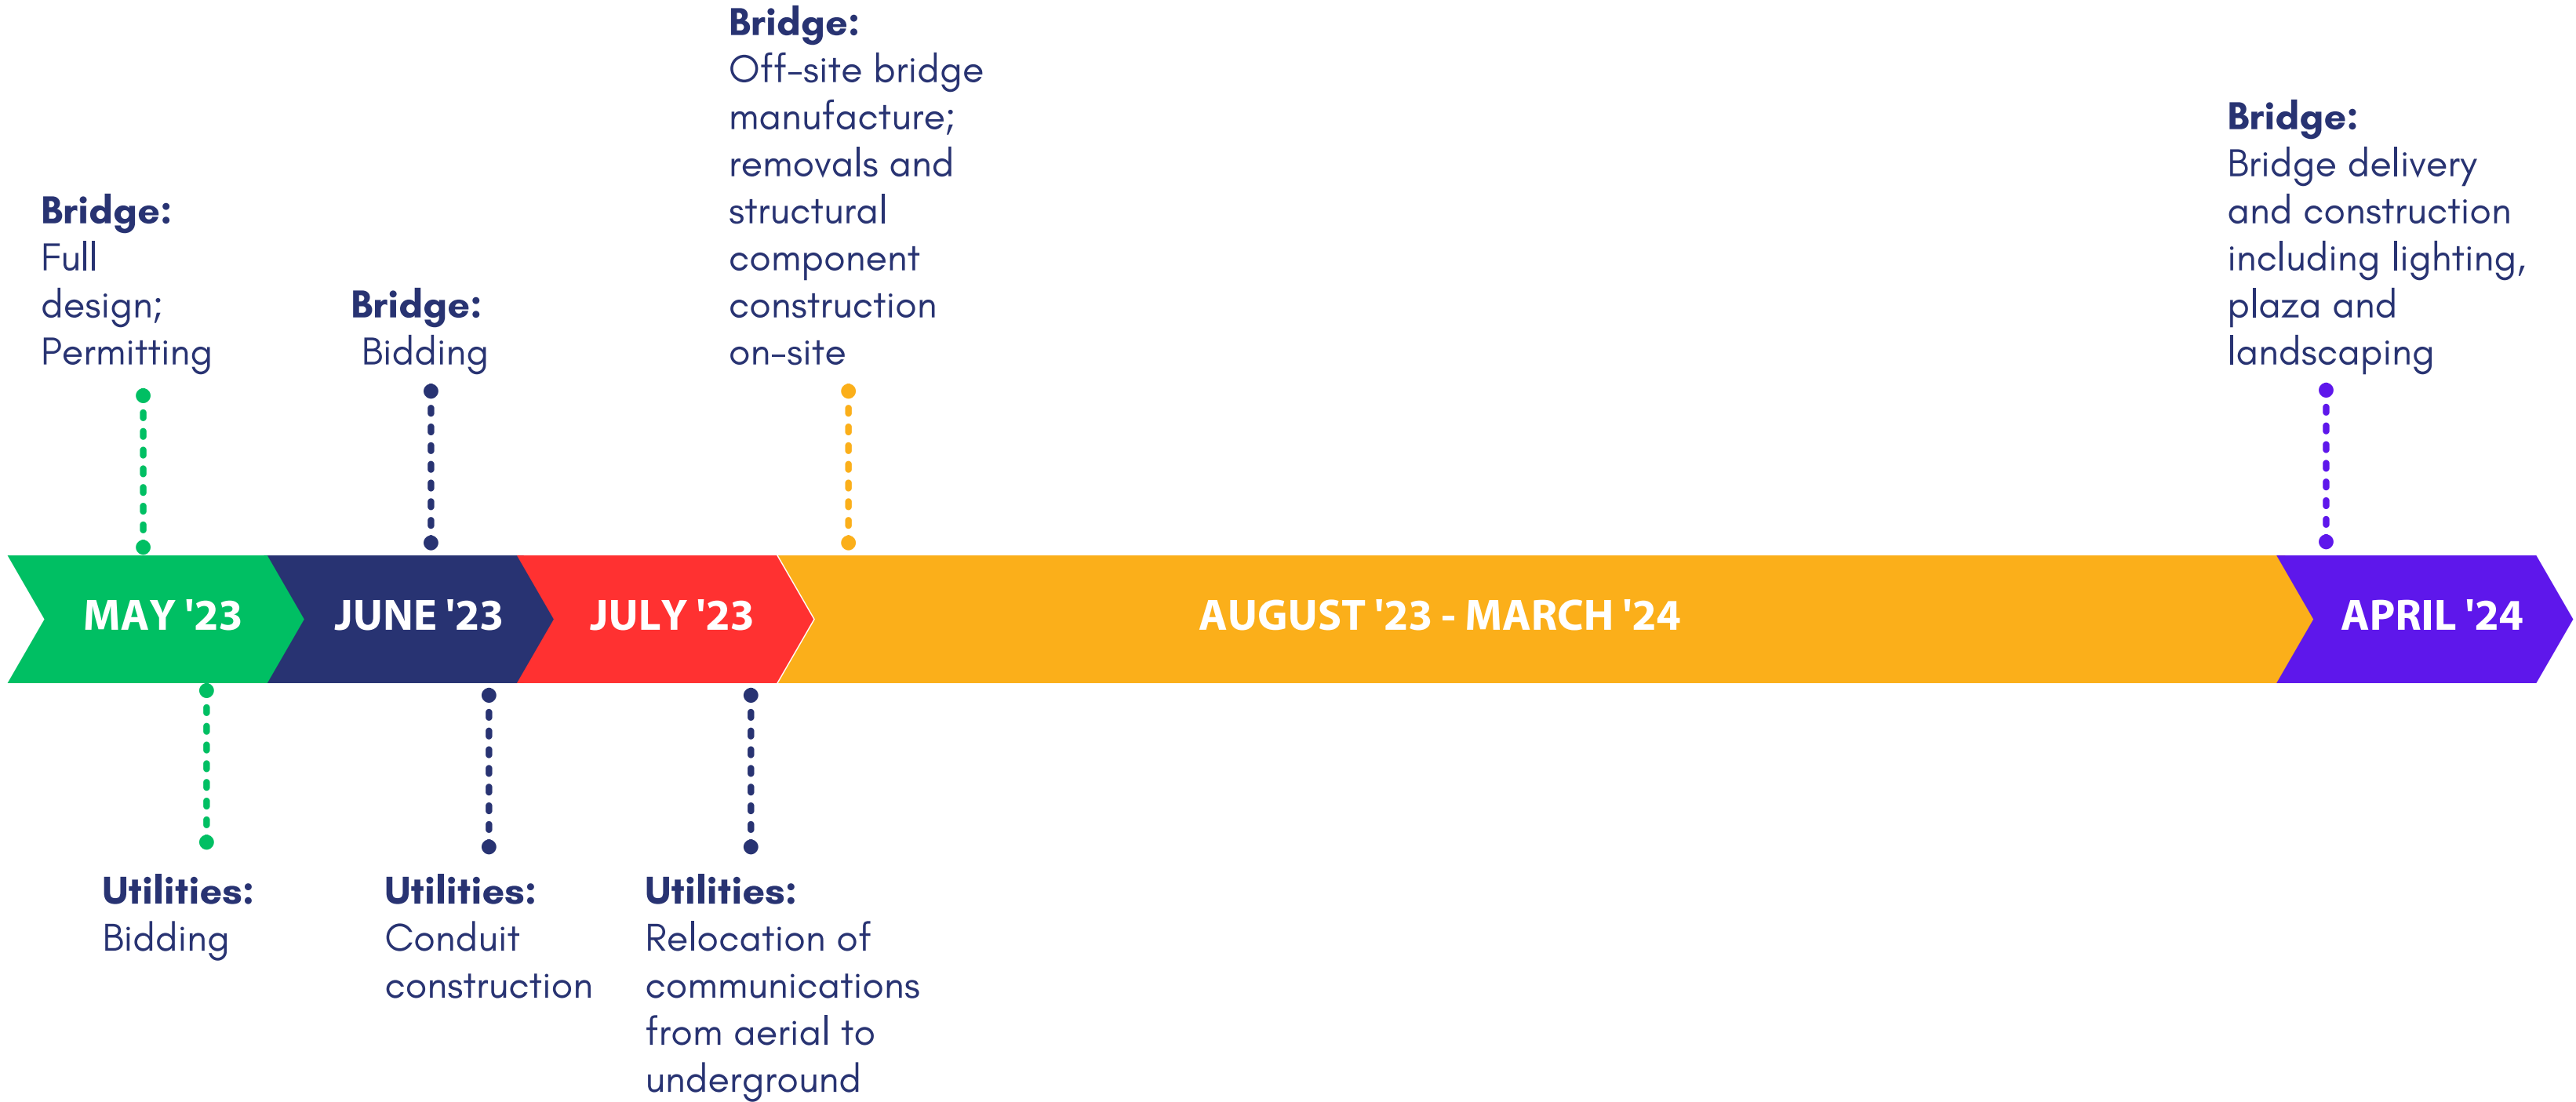 Bridge:
Full
design;
Permitting
Bridge:
Bidding
Bridge:
Off-site bridge
manufacture;
removals and
structural
component
construction
on-site
Bridge:
Bridge delivery
and construction
including lighting,
plaza and
landscaping
MAY '23
JUNE '23
JULY '23
AUGUST '23 - MARCH '24
APRIL '24
Utilities:
Bidding
Utilities:
Conduit
construction
Utilities:
Relocation of
communications
from aerial to
underground